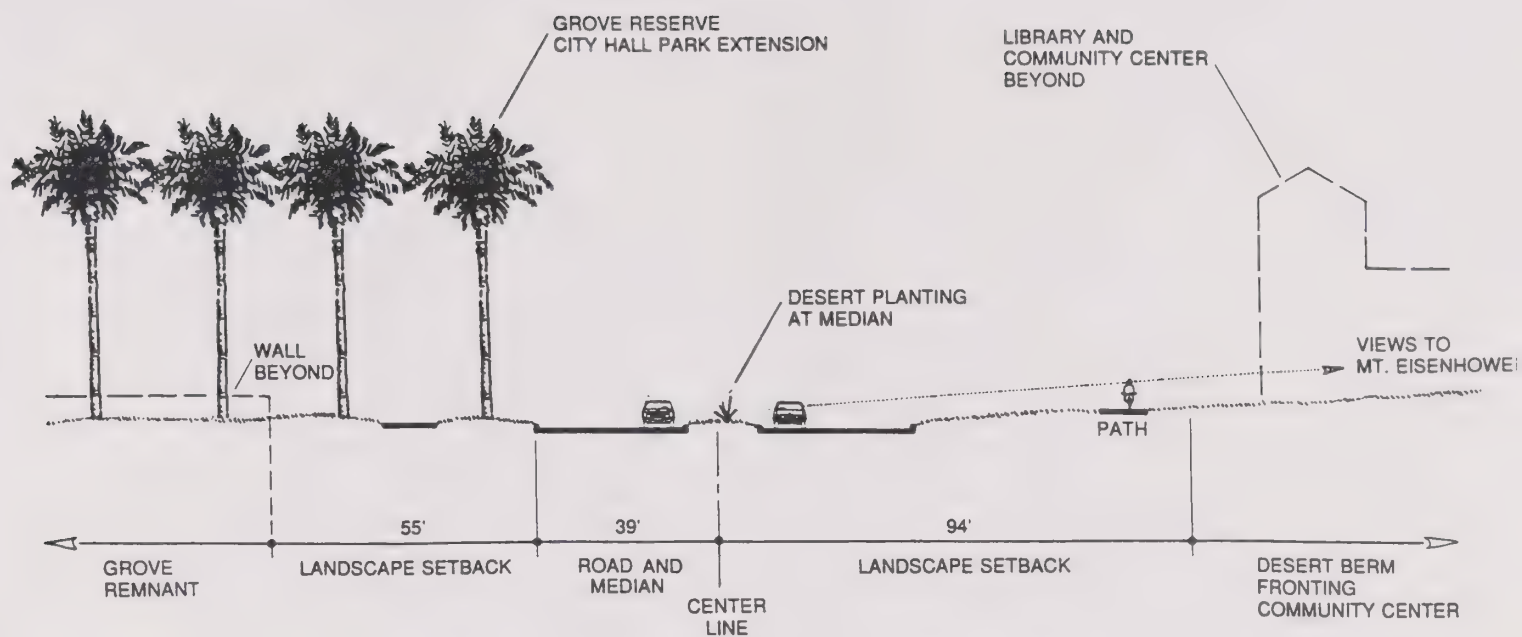 GROVE RESERVE
CITY HALL PARK EXTENSION
LIBRARY AND
COMMUNITY CENTER
BEYOND
DESERT PLANTING
AT MEDIAN
WALL
BEYOND
VIEWS TO
MT. EISENHOWE
PATH
55'
39'
94'
GROVE
REMNANT
LANDSCAPE SETBACK
ROAD AND
MEDIAN
LANDSCAPE SETBACK
DESERT BERM
FRONTING
COMMUNITY CENTER
CENTER
LINE